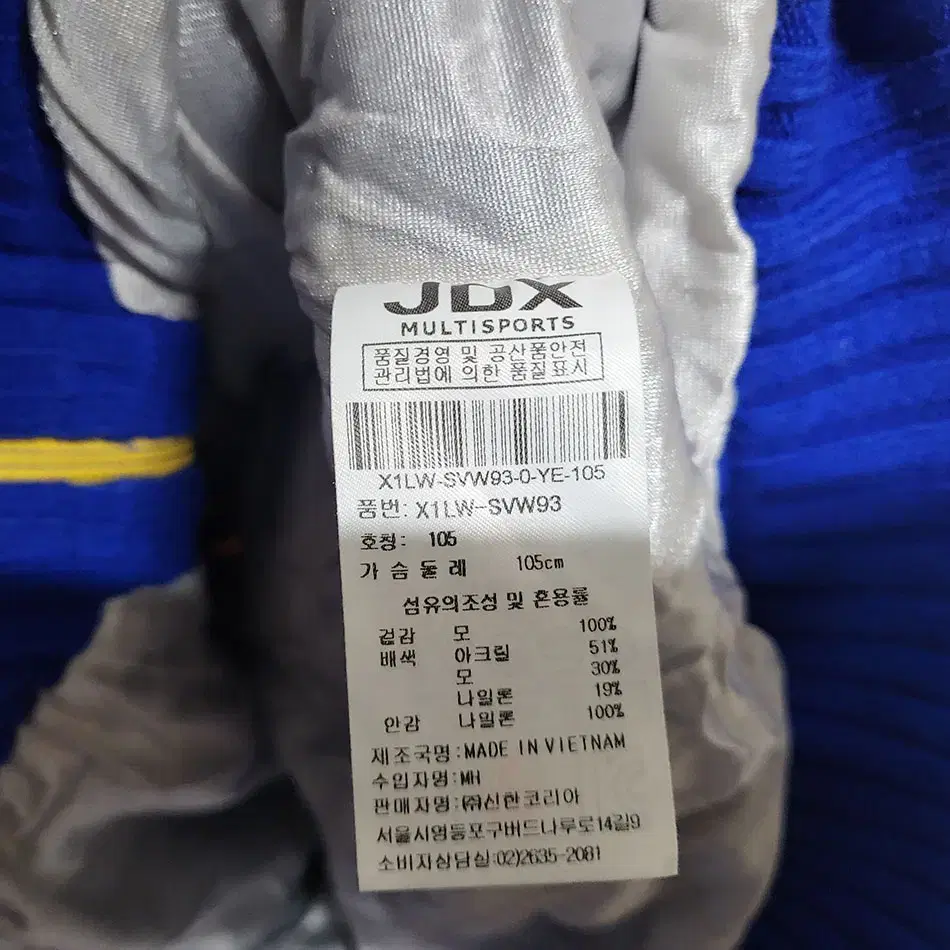 JDX
MULTISPORTS
품질경영 및 공산품안전
관리법에 의한 품질표시
X1LW-SVW93-0-YE-105
품번: X1LW-SVW93
호칭: 105
가슴둘레 105cm
섬유의조성 및 혼용률
겉감 모 100%
배색 아크릴 51%
모 30%
나일론 19%
안감 나일론 100%
제조국명:MADE IN VIETNAM
수입자명:MH
판매자명:㈜신한코리아
서울시영등포구버드나루로14길9
소비자상담실:02)2635-2081